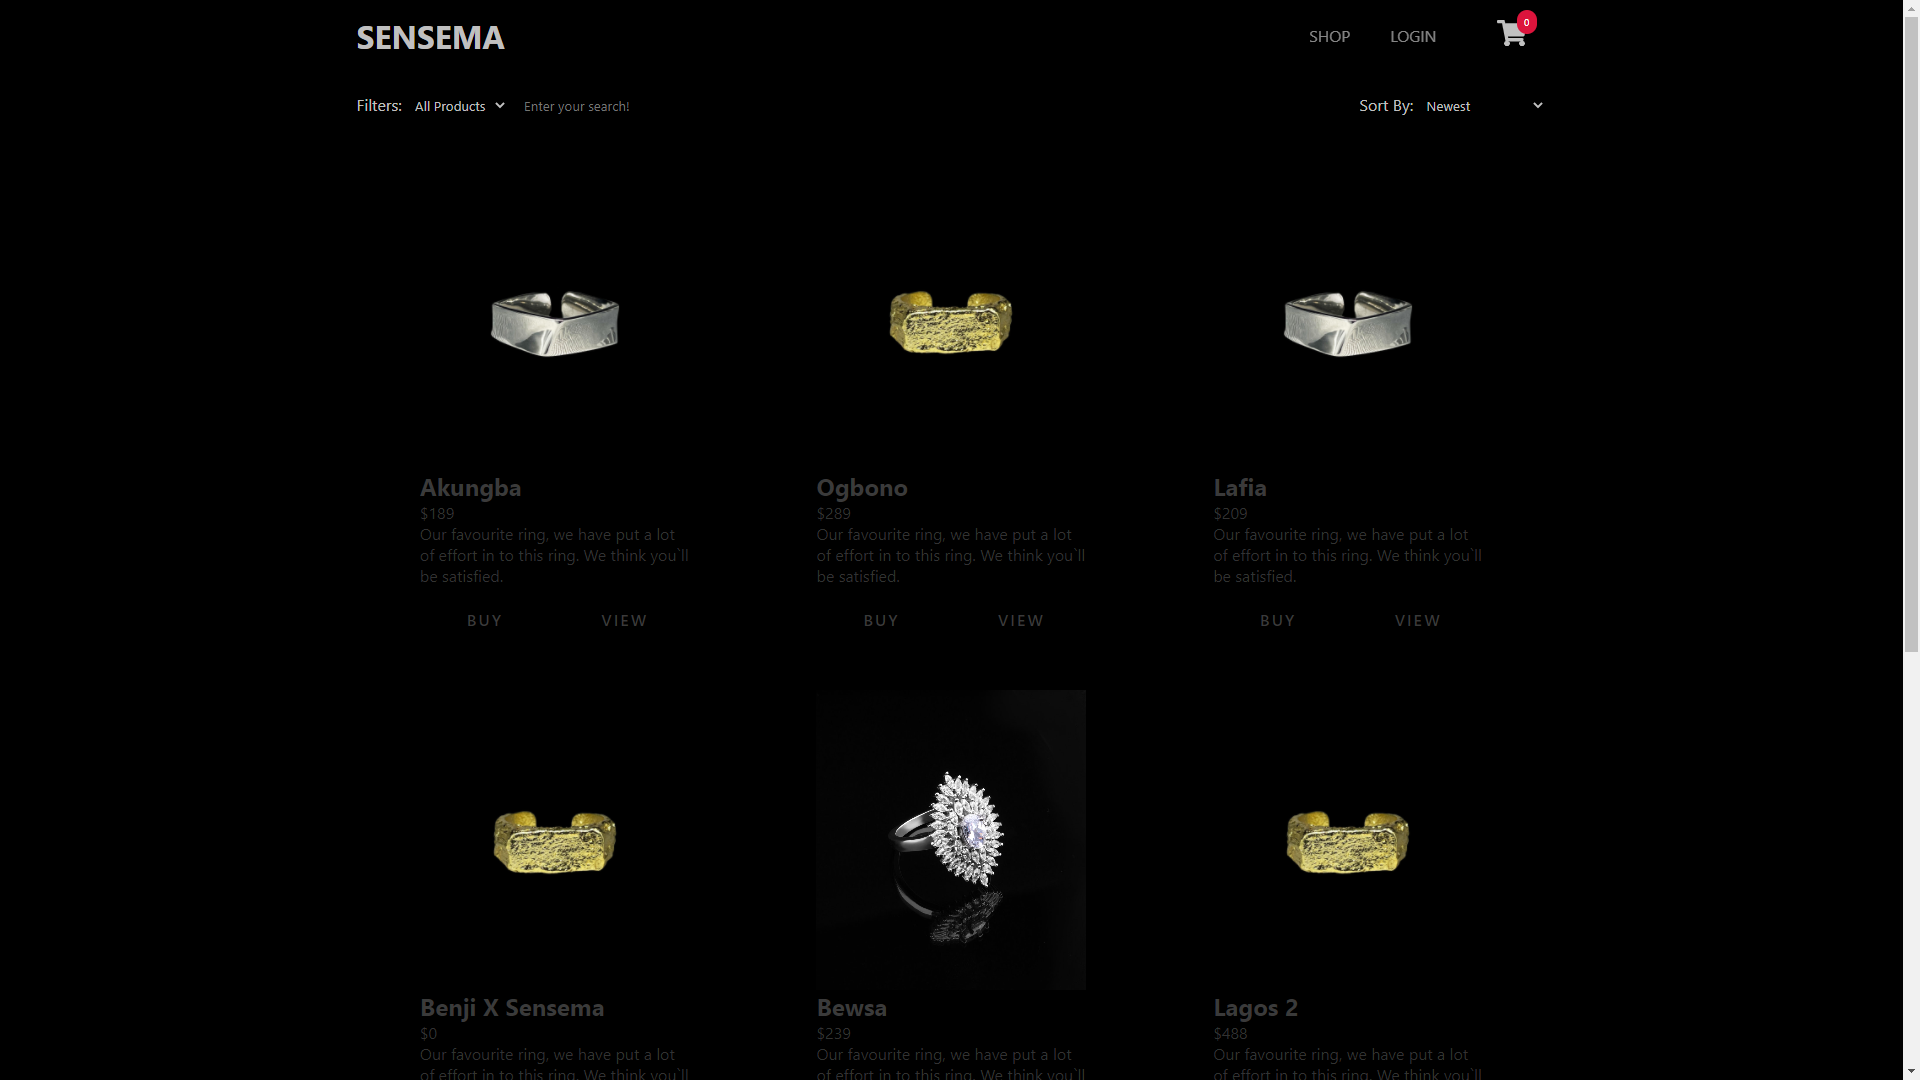 SENSEMA
SHOP
LOGIN
0
Filters:
All Products
Enter your search!
Sort By:
Newest
Akungba
$189
Our favourite ring, we have put a lot
of effort in to this ring. We think you`ll
be satisfied.
BUY
VIEW
Ogbono
$289
Our favourite ring, we have put a lot
of effort in to this ring. We think you`ll
be satisfied.
BUY
VIEW
Lafia
$209
Our favourite ring, we have put a lot
of effort in to this ring. We think you`ll
be satisfied.
BUY
VIEW
Benji X Sensema
$0
Our favourite ring, we have put a lot
of effort in to this ring. We think you`ll
Bewsa
$239
Our favourite ring, we have put a lot
of effort in to this ring. We think you`ll
Lagos 2
$488
Our favourite ring, we have put a lot
of effort in to this ring. We think you`ll